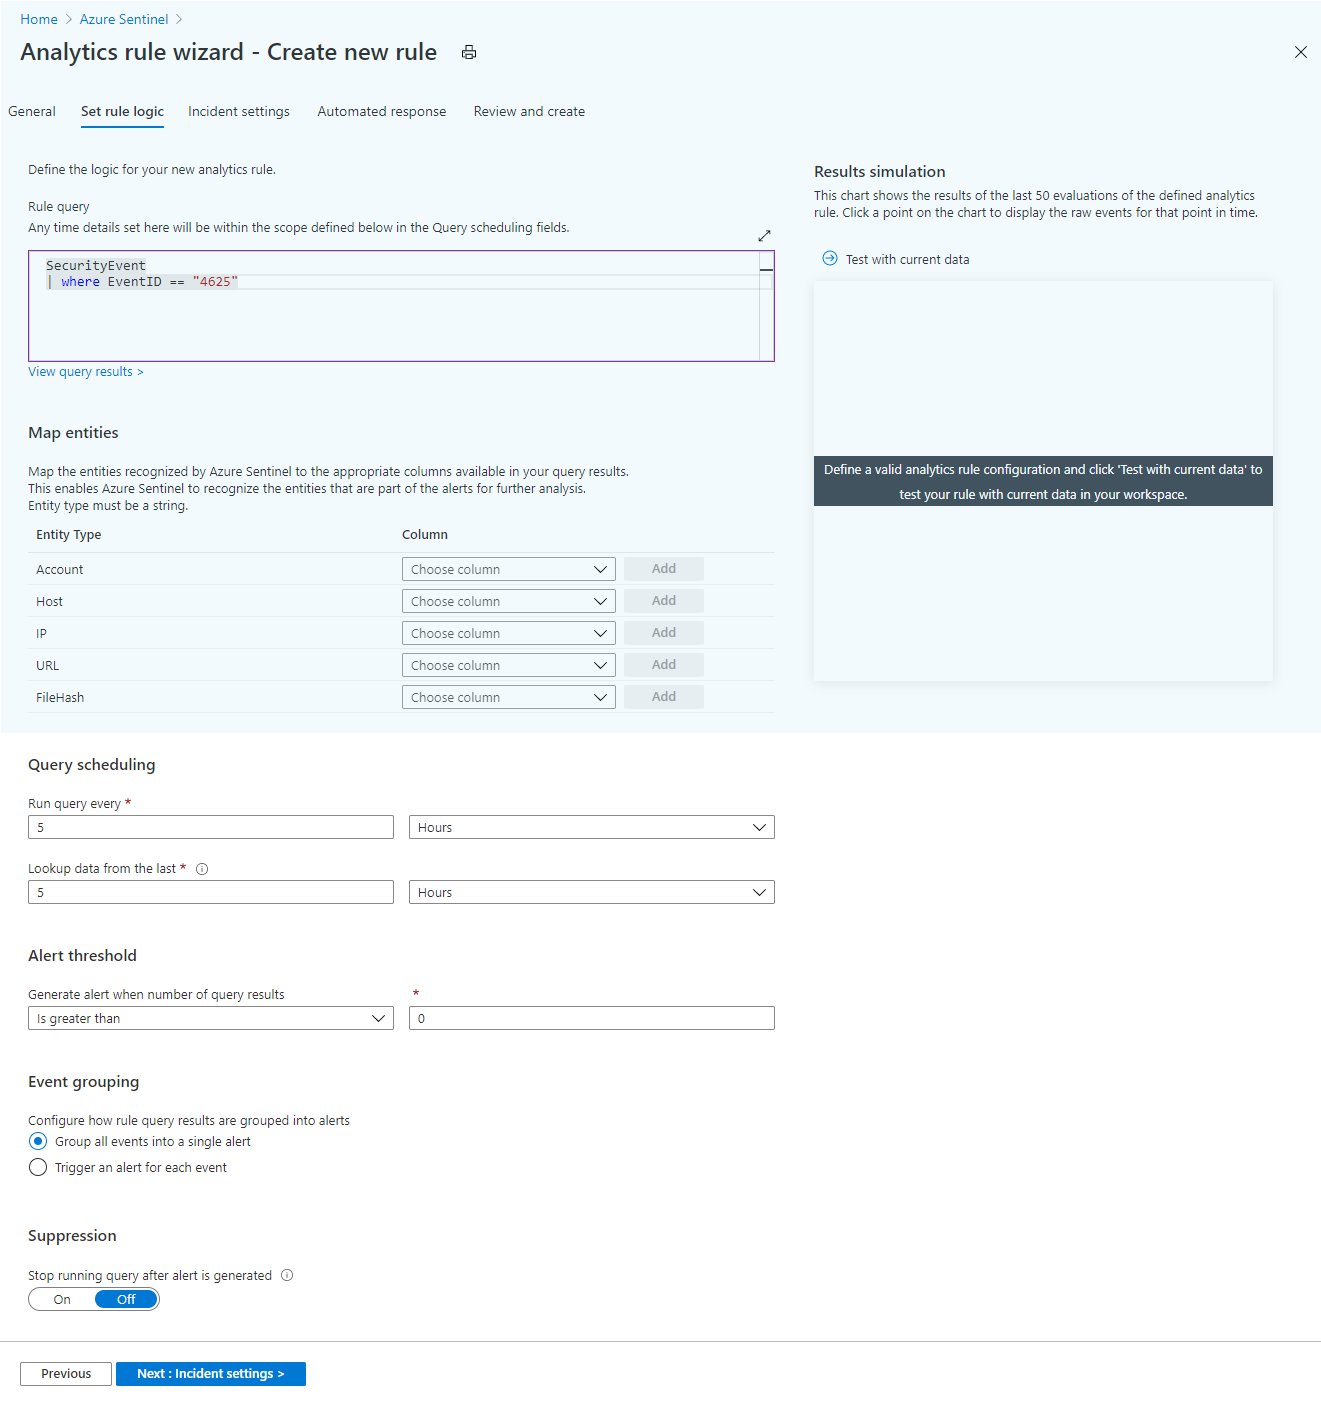 Home > Azure Sentinel >
Analytics rule wizard - Create new rule
General Set rule logic Incident settings Automated response Review and create
Define the logic for your new analytics rule.
Rule query
Any time details set here will be within the scope defined below in the Query scheduling fields.
SecurityEvent
| where EventID == "4625"
View query results >
Results simulation
This chart shows the results of the last 50 evaluations of the defined analytics
rule. Click a point on the chart to display the raw events for that point in time.
Test with current data
Define a valid analytics rule configuration and click 'Test with current data' to
test your rule with current data in your workspace.
Map entities
Map the entities recognized by Azure Sentinel to the appropriate columns available in your query results.
This enables Azure Sentinel to recognize the entities that are part of the alerts for further analysis.
Entity type must be a string.
Entity Type Column
Account Choose column Add
Host Choose column Add
IP Choose column Add
URL Choose column Add
FileHash Choose column Add
Query scheduling
Run query every *
5 Hours
Lookup data from the last *
5 Hours
Alert threshold
Generate alert when number of query results *
Is greater than 0
Event grouping
Configure how rule query results are grouped into alerts
Group all events into a single alert
Trigger an alert for each event
Suppression
Stop running query after alert is generated
On Off
Previous Next : Incident settings >